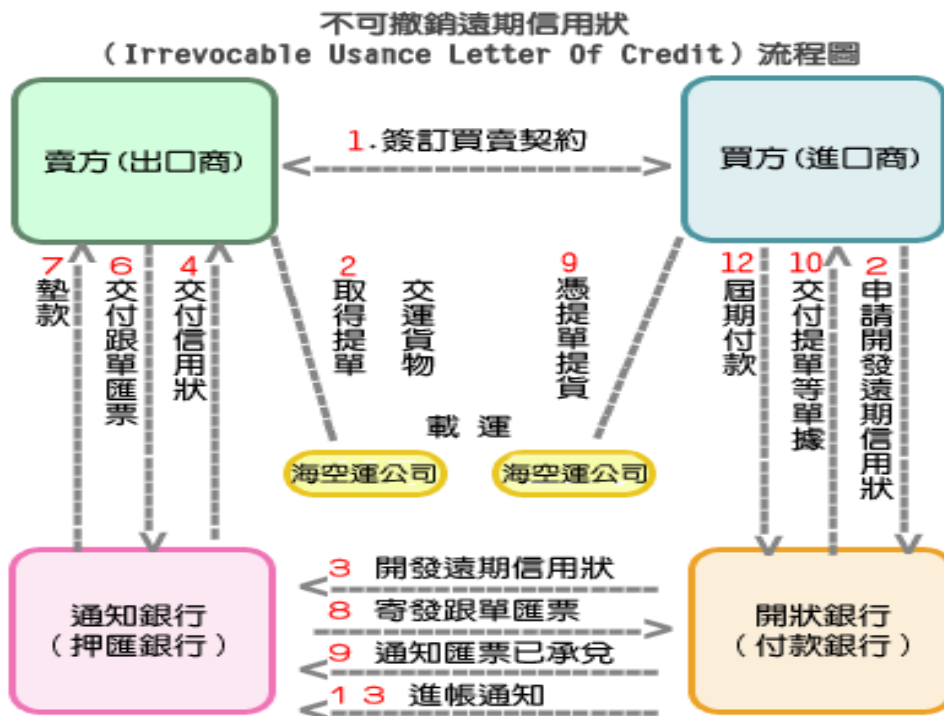 不可撤銷遠期信用狀
(Irrevocable Usance Letter Of Credit) 流程圖
賣方(出口商)
1.簽訂買賣契約
買方(進口商)
7 墊款
6 交付跟單匯票
4 交付信用狀
2 取得提單
交運貨物
9 憑提單提貨
12 屆期付款
10 交付提單等單據
2 申請開發遠期信用狀
載運
海空運公司
海空運公司
通知銀行
(押匯銀行)
3 開發遠期信用狀
8 寄發跟單匯票
9 通知匯票已承兌
13 進帳通知
開狀銀行
(付款銀行)